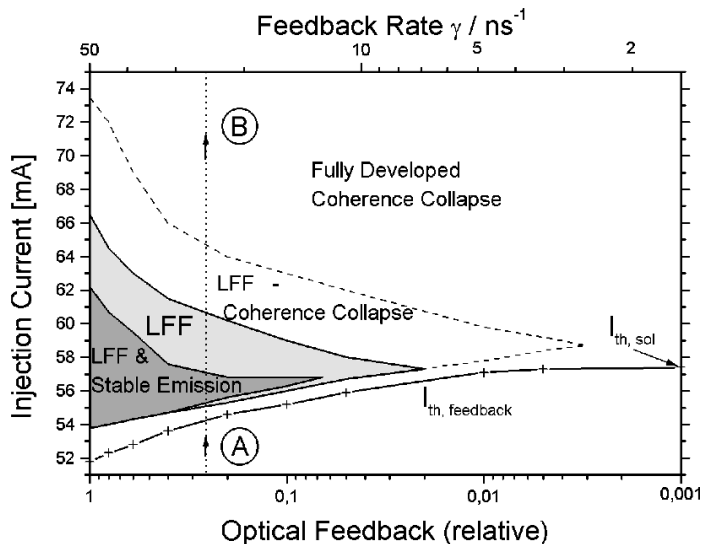 Feedback Rate γ / ns⁻¹
50 10 5 2
74
72
70
68
66
64
62
60
58
56
54
52
Injection Current [mA]
B
Fully Developed
Coherence Collapse
LFF -
Coherence Collapse
LFF
LFF &
Stable Emission
I th, sol
I th, feedback
A
1 0,1 0,01 0,001
Optical Feedback (relative)